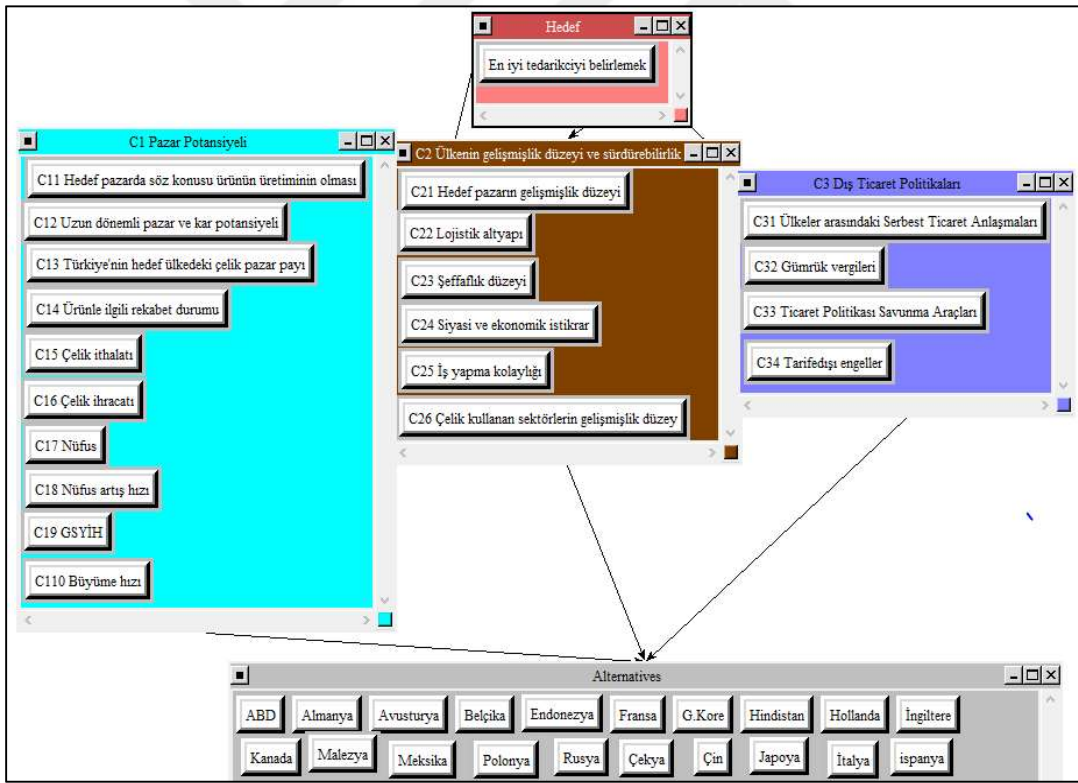 Hedef
En iyi tedarikciyi belirlemek
C1 Pazar Potansiyeli
C11 Hedef pazarda söz konusu ürünün üretiminin olması
C12 Uzun dönemli pazar ve kar potansiyeli
C13 Türkiye'nin hedef ülkedeki çelik pazar payı
C14 Ürünle ilgili rekabet durumu
C15 Çelik ithalatı
C16 Çelik ihracatı
C17 Nüfus
C18 Nüfus artış hızı
C19 GSYİH
C110 Büyüme hızı
C2 Ülkenin gelişmişlik düzeyi ve sürdürebilirlik
C21 Hedef pazarın gelişmişlik düzeyi
C22 Lojistik altyapı
C23 Şeffaflık düzeyi
C24 Siyasi ve ekonomik istikrar
C25 İş yapma kolaylığı
C26 Çelik kullanan sektörlerin gelişmişlik düzey
C3 Dış Ticaret Politikaları
C31 Ülkeler arasındaki Serbest Ticaret Anlaşmaları
C32 Gümrük vergileri
C33 Ticaret Politikası Savunma Araçları
C34 Tarifedışı engeller
Alternatives
ABD Almanya Avusturya Belçika Endonezya Fransa G.Kore Hindistan Hollanda İngiltere
Kanada Malezya Meksika Polonya Rusya Çekya Çin Japoya İtalya ispanya